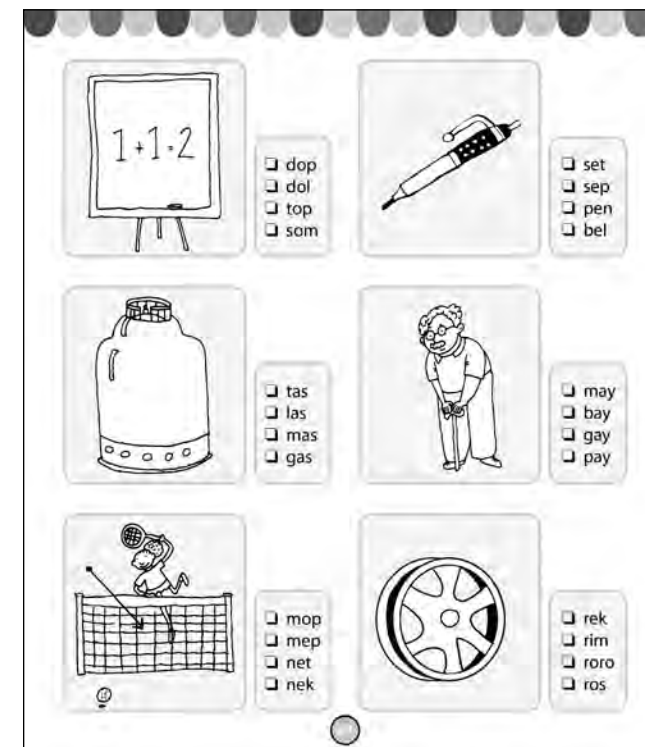 1+1=2
dop
dol
top
som
set
sep
pen
bel
tas
las
mas
gas
may
bay
gay
pay
mop
mep
net
nek
rek
rim
roro
ros